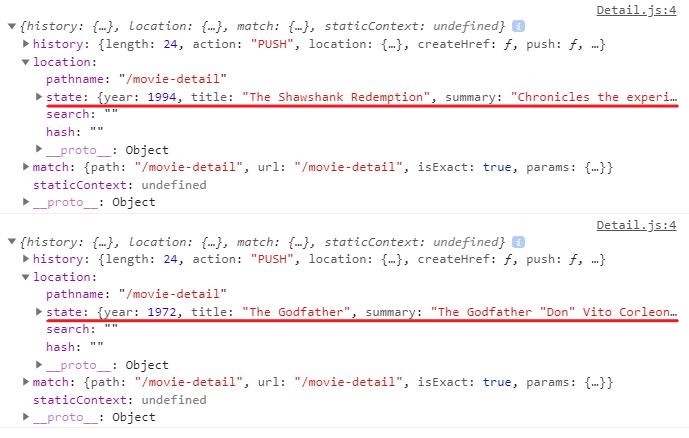 Detail.js:4
▼{history: {…}, location: {…}, match: {…}, staticContext: undefined} i
▶history: {length: 24, action: "PUSH", location: {…}, createHref: ƒ, push: ƒ, …}
▼location:
pathname: "/movie-detail"
▶state: {year: 1994, title: "The Shawshank Redemption", summary: "Chronicles the experi…
search: ""
hash: ""
▶__proto__: Object
▶match: {path: "/movie-detail", url: "/movie-detail", isExact: true, params: {…}}
staticContext: undefined
▶__proto__: Object
Detail.js:4
▼{history: {…}, location: {…}, match: {…}, staticContext: undefined} i
▶history: {length: 24, action: "PUSH", location: {…}, createHref: ƒ, push: ƒ, …}
▼location:
pathname: "/movie-detail"
▶state: {year: 1972, title: "The Godfather", summary: "The Godfather "Don" Vito Corleon…
search: ""
hash: ""
▶__proto__: Object
▶match: {path: "/movie-detail", url: "/movie-detail", isExact: true, params: {…}}
staticContext: undefined
▶__proto__: Object